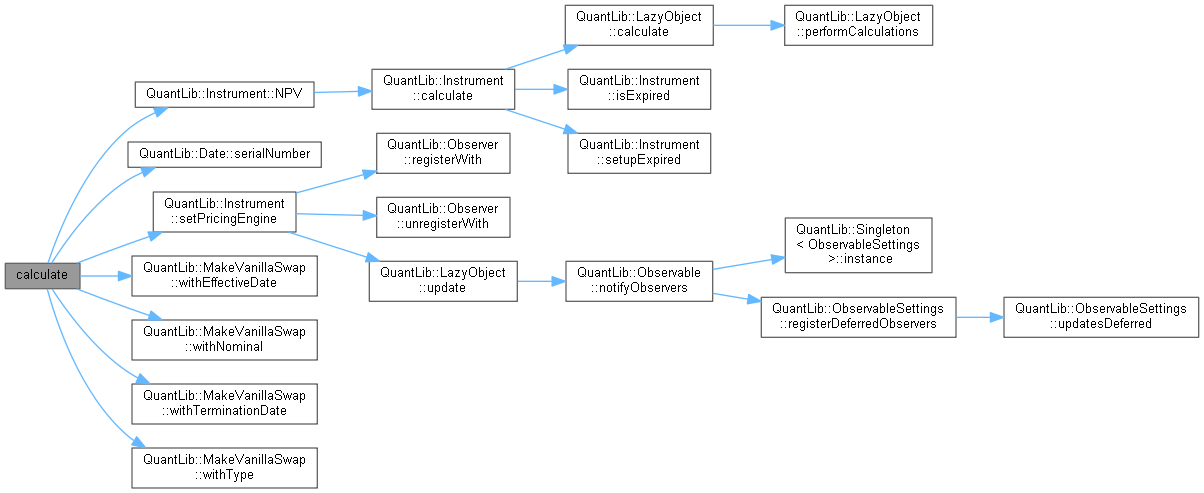 calculate
QuantLib::Instrument::NPV
QuantLib::Instrument
::calculate
QuantLib::LazyObject
::calculate
QuantLib::LazyObject
::performCalculations
QuantLib::Instrument
::isExpired
QuantLib::Instrument
::setupExpired
QuantLib::Date::serialNumber
QuantLib::Instrument
::setPricingEngine
QuantLib::Observer
::registerWith
QuantLib::Observer
::unregisterWith
QuantLib::LazyObject
::update
QuantLib::Observable
::notifyObservers
QuantLib::Singleton
< ObservableSettings
>::instance
QuantLib::ObservableSettings
::registerDeferredObservers
QuantLib::ObservableSettings
::updatesDeferred
QuantLib::MakeVanillaSwap
::withEffectiveDate
QuantLib::MakeVanillaSwap
::withNominal
QuantLib::MakeVanillaSwap
::withTerminationDate
QuantLib::MakeVanillaSwap
::withType